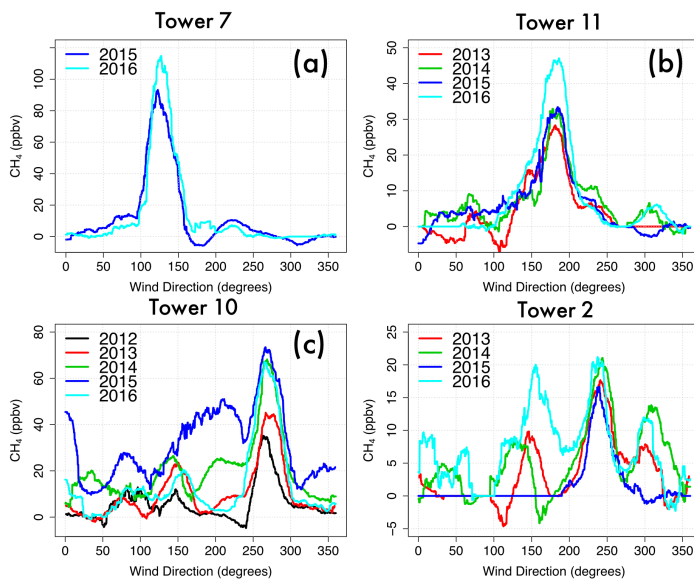 Tower 7
(a)
2015
2016
CH4 (ppbv)
0 20 40 60 80 100
0 50 100 150 200 250 300 350
Wind Direction (degrees)
Tower 11
(b)
2013
2014
2015
2016
CH4 (ppbv)
0 10 20 30 40 50
0 50 100 150 200 250 300 350
Wind Direction (degrees)
Tower 10
(c)
2012
2013
2014
2015
2016
CH4 (ppbv)
0 20 40 60 80
0 50 100 150 200 250 300 350
Wind Direction (degrees)
Tower 2
2013
2014
2015
2016
CH4 (ppbv)
-5 0 5 10 15 20 25
0 50 100 150 200 250 300 350
Wind Direction (degrees)